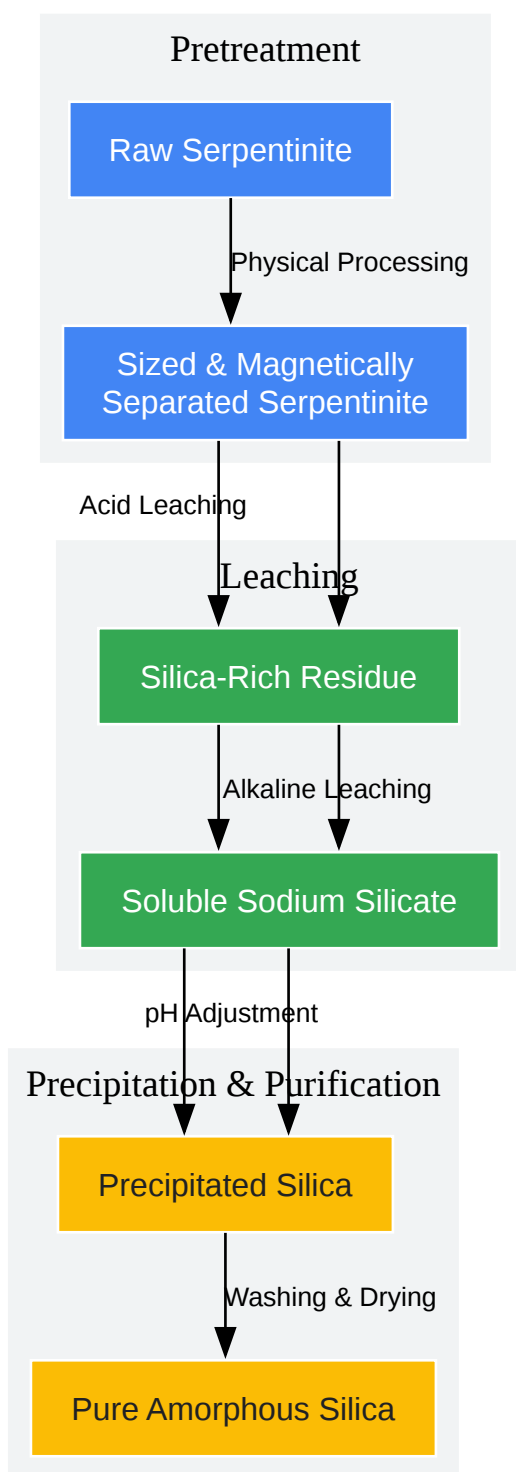 Pretreatment
Raw Serpentinite
Physical Processing
Sized & Magnetically
Separated Serpentinite
Acid Leaching
Leaching
Silica-Rich Residue
Alkaline Leaching
Soluble Sodium Silicate
pH Adjustment
Precipitation & Purification
Precipitated Silica
Washing & Drying
Pure Amorphous Silica